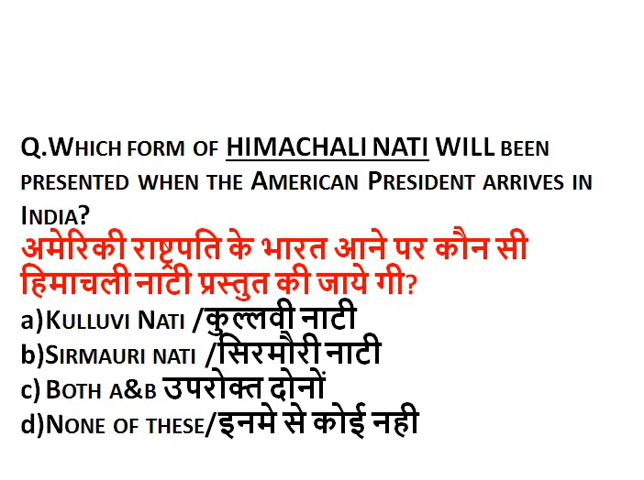 Q.WHICH FORM OF HIMACHALI NATI WILL BEEN
PRESENTED WHEN THE AMERICAN PRESIDENT ARRIVES IN
INDIA?
अमेरिकी राष्ट्रपति के भारत आने पर कौन सी
हिमाचली नाटी प्रस्तुत की जाये गी?
a)KULLUVI NATI /कुल्लवी नाटी
b)SIRMAURI NATI /सिरमौरी नाटी
c) BOTH A&B उपरोक्त दोनों
d)NONE OF THESE/इनमे से कोई नही